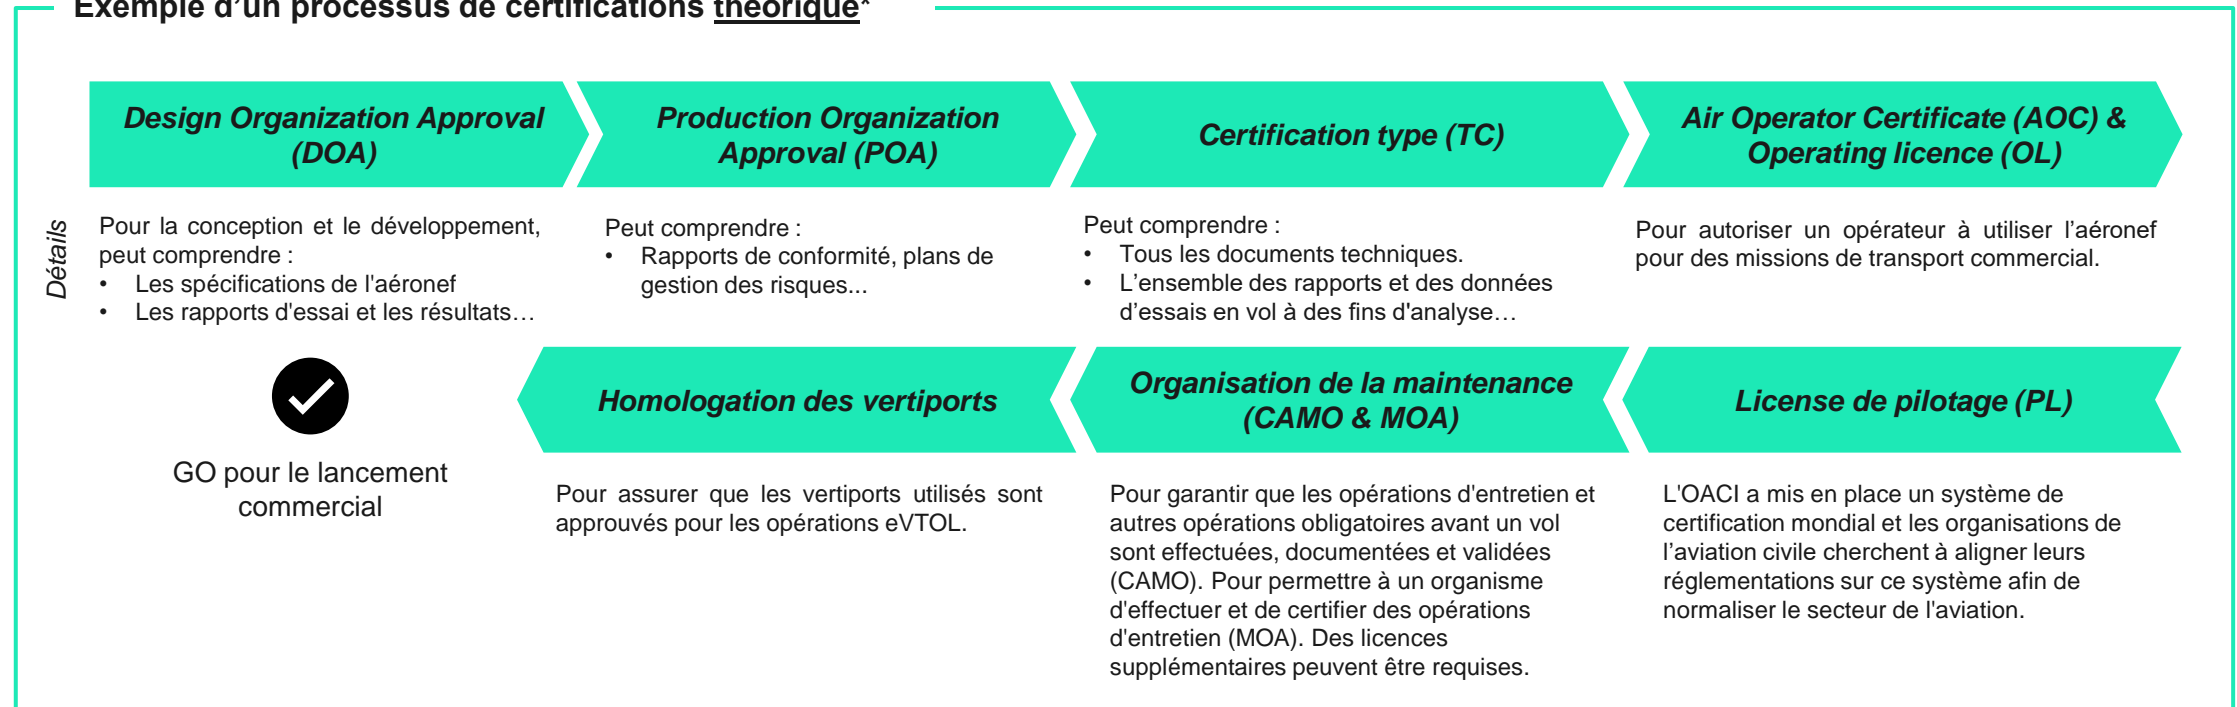 Exemple d’un processus de certifications théorique*
Design Organization Approval
(DOA)
Production Organization
Approval (POA)
Certification type (TC)
Air Operator Certificate (AOC) &
Operating licence (OL)
Détails
Pour la conception et le développement,
peut comprendre :
• Les spécifications de l'aéronef
• Les rapports d'essai et les résultats…
Peut comprendre :
• Rapports de conformité, plans de
gestion des risques...
Peut comprendre :
• Tous les documents techniques.
• L’ensemble des rapports et des données
d’essais en vol à des fins d'analyse…
Pour autoriser un opérateur à utiliser l’aéronef
pour des missions de transport commercial.
GO pour le lancement
commercial
Homologation des vertiports
Organisation de la maintenance
(CAMO & MOA)
License de pilotage (PL)
Pour assurer que les vertiports utilisés sont
approuvés pour les opérations eVTOL.
Pour garantir que les opérations d'entretien et
autres opérations obligatoires avant un vol
sont effectuées, documentées et validées
(CAMO). Pour permettre à un organisme
d'effectuer et de certifier des opérations
d'entretien (MOA). Des licences
supplémentaires peuvent être requises.
L'OACI a mis en place un système de
certification mondial et les organisations de
l’aviation civile cherchent à aligner leurs
réglementations sur ce système afin de
normaliser le secteur de l'aviation.